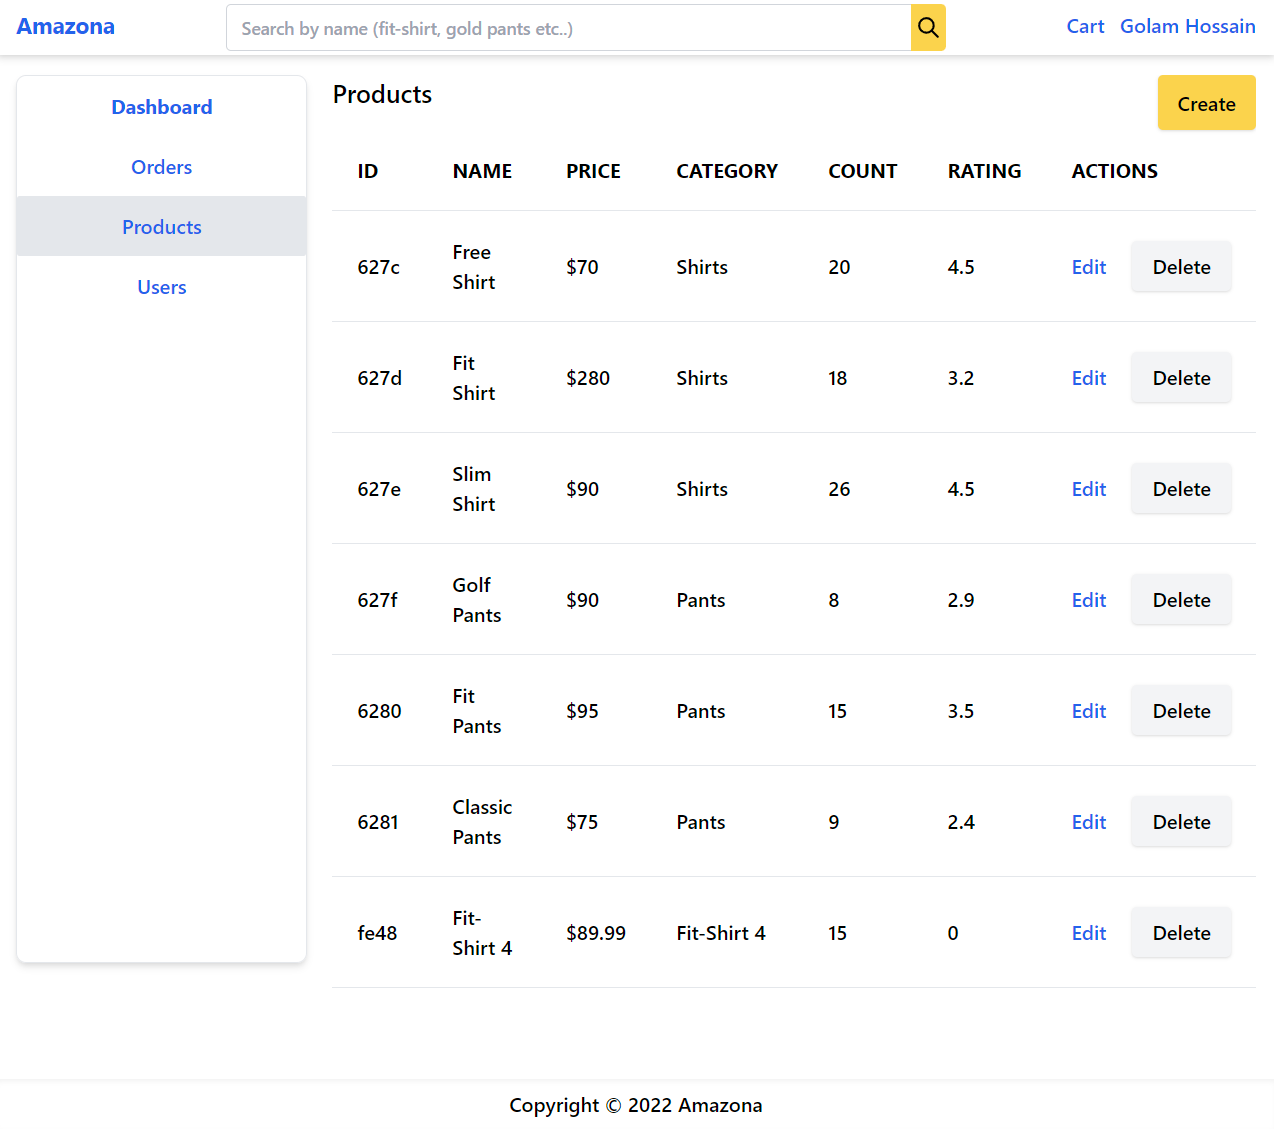 Amazona
Search by name (fit-shirt, gold pants etc..)
Cart Golam Hossain
Dashboard
Orders
Products
Users
Products
Create
ID NAME PRICE CATEGORY COUNT RATING ACTIONS
627c Free Shirt $70 Shirts 20 4.5 Edit Delete
627d Fit Shirt $280 Shirts 18 3.2 Edit Delete
627e Slim Shirt $90 Shirts 26 4.5 Edit Delete
627f Golf Pants $90 Pants 8 2.9 Edit Delete
6280 Fit Pants $95 Pants 15 3.5 Edit Delete
6281 Classic Pants $75 Pants 9 2.4 Edit Delete
fe48 Fit-Shirt 4 $89.99 Fit-Shirt 4 15 0 Edit Delete
Copyright © 2022 Amazona